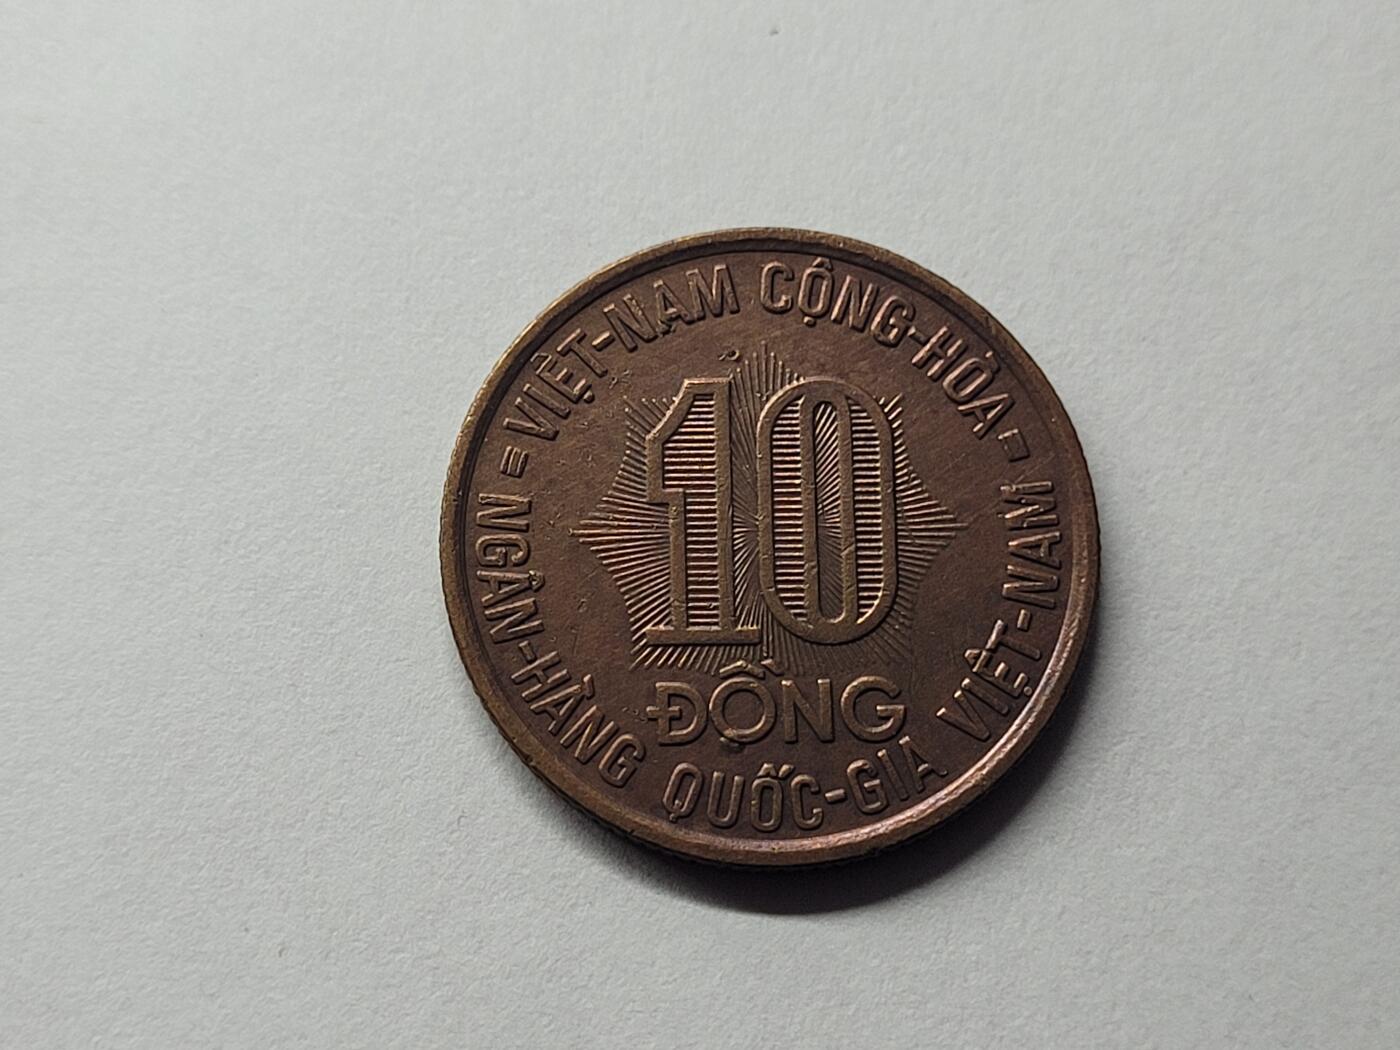 VIỆT-NAM CỘNG-HÒA
10
ĐỒNG
NGÂN-HÀNG QUỐC-GIA VIỆT-NAM